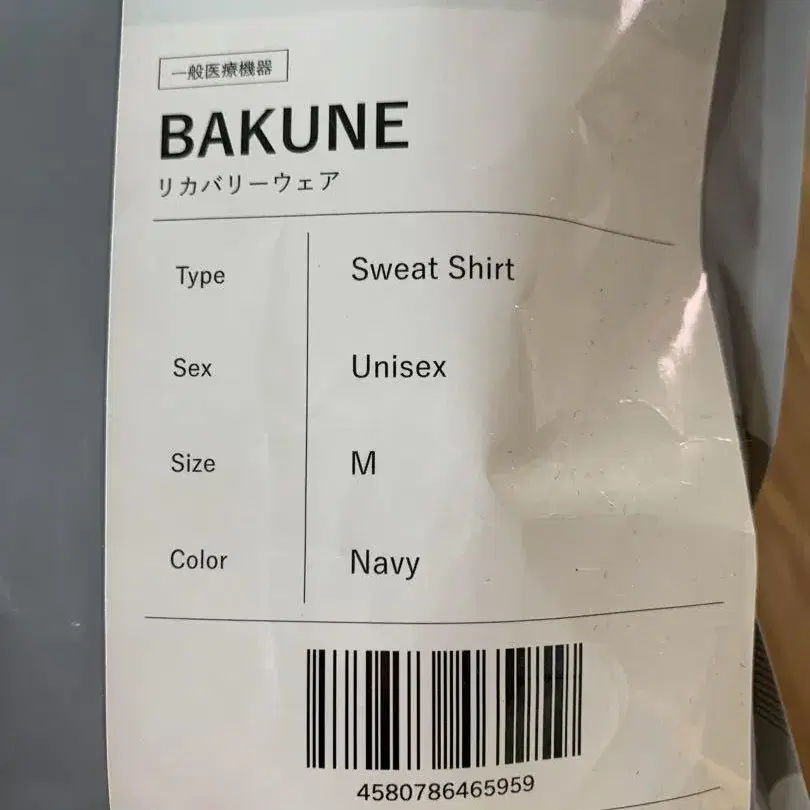 一般医療機器
BAKUNE
リカバリーウェア
Type Sweat Shirt
Sex Unisex
Size M
Color Navy
4580786465959